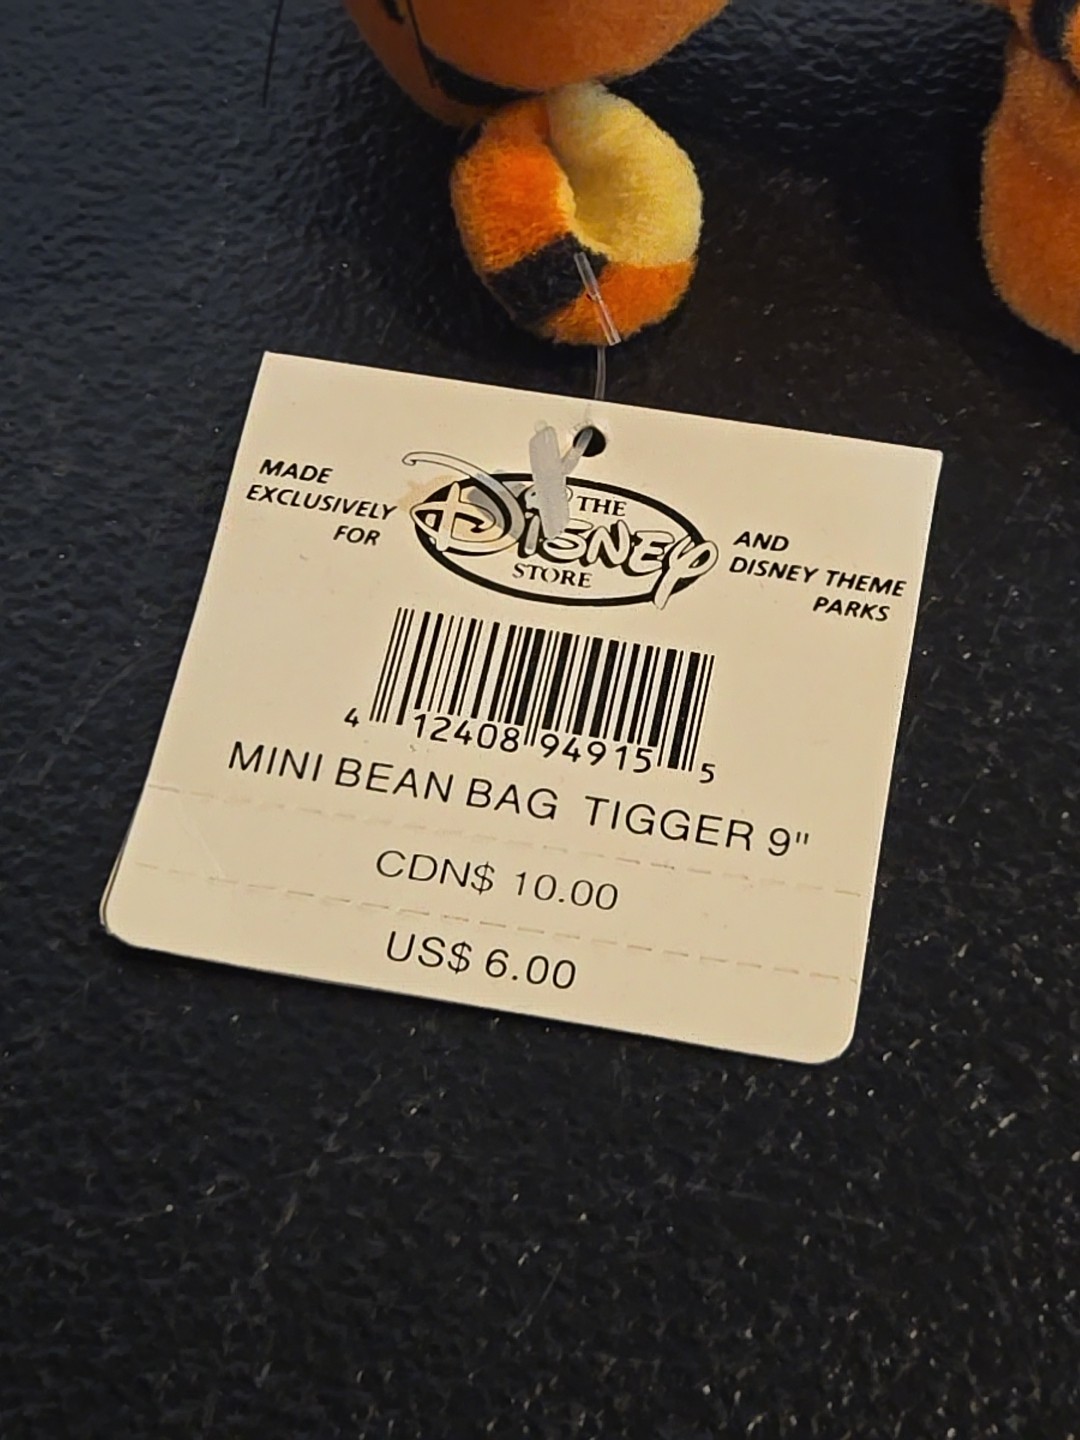 MADE
EXCLUSIVELY
FOR
THE
DISNEY
STORE
AND
DISNEY THEME
PARKS
4 12408 94915 5
MINI BEAN BAG TIGGER 9"
CDN$ 10.00
US$ 6.00